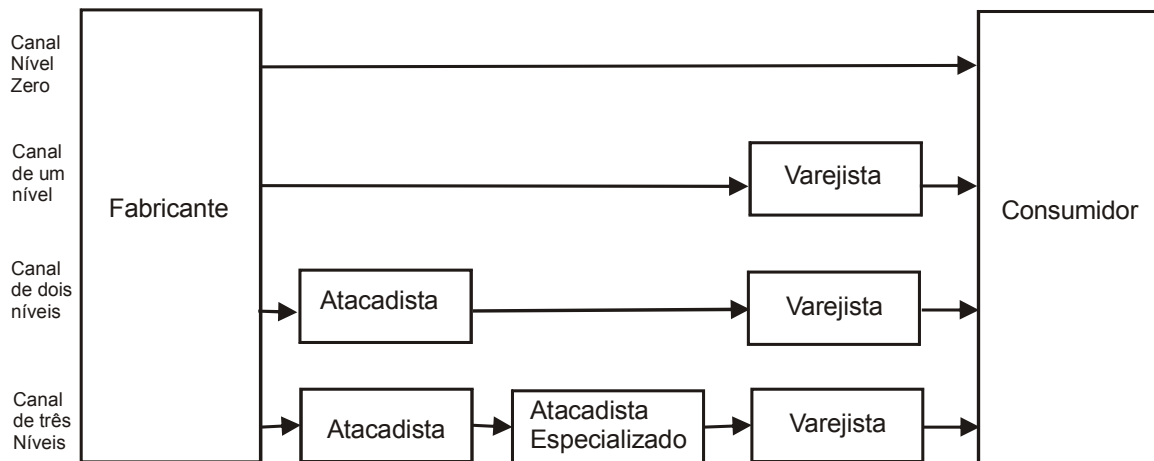 Canal
Nível
Zero
Canal
de um
nível
Varejista
Fabricante
Consumidor
Canal
de dois
níveis
Atacadista
Varejista
Canal
de três
Níveis
Atacadista
Atacadista
Especializado
Varejista